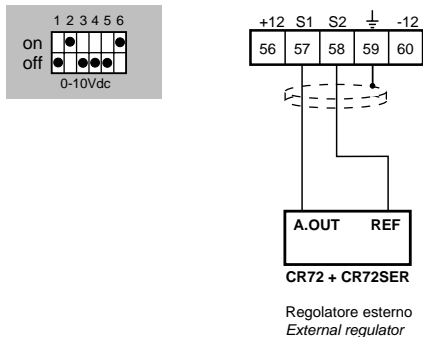 1 2 3 4 5 6
on
off
0-10Vdc
+12 S1 S2 -12
56 57 58 59 60
A.OUT REF
CR72 + CR72SER
Regolatore esterno
External regulator